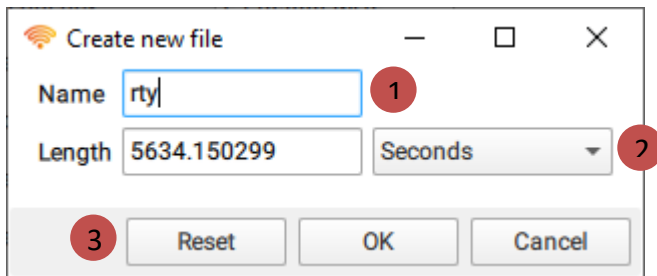 Create new file
Name rty 1
Length 5634.150299 Seconds 2
3 Reset OK Cancel